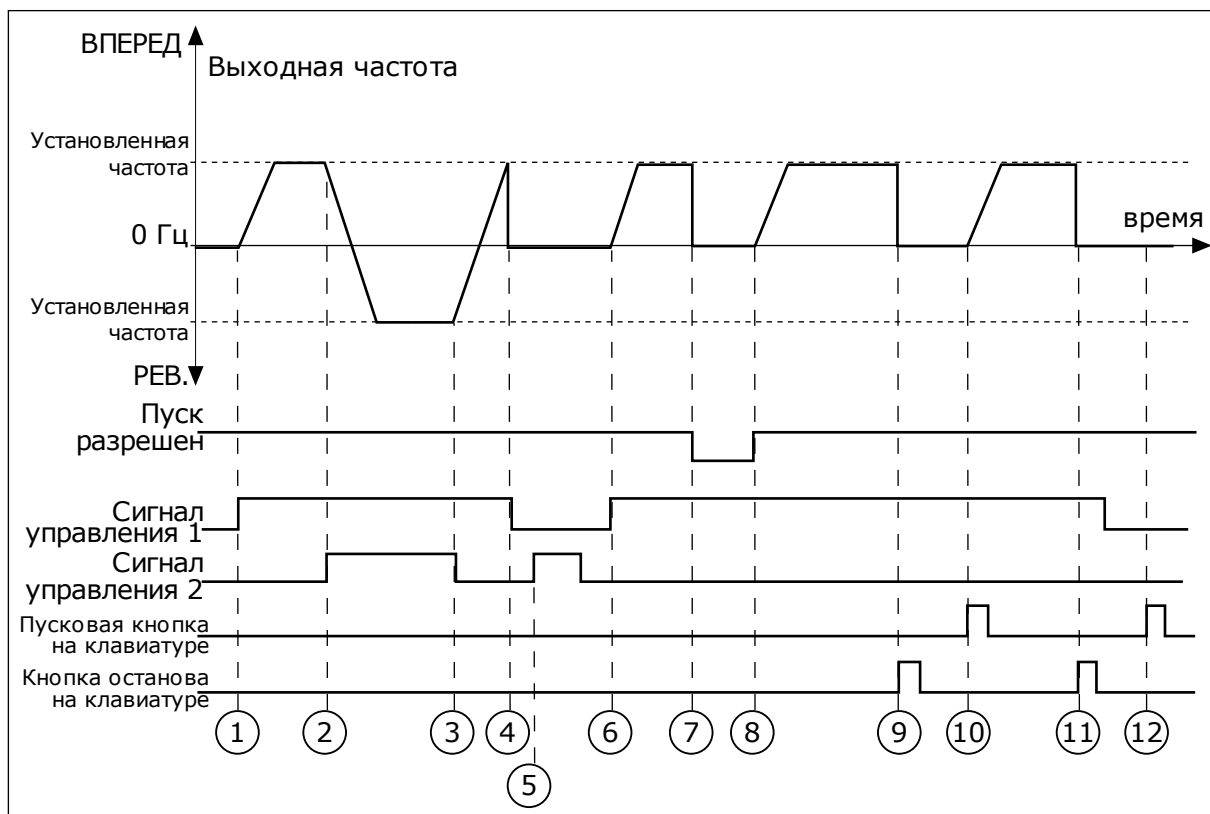 ВПЕРЕД
Выходная частота
Установленная
частота
0 Гц
время
Установленная
частота
РЕВ.
Пуск
разрешен
Сигнал
управления 1
Сигнал
управления 2
Пусковая кнопка
на клавиатуре
Кнопка останова
на клавиатуре
1 2 3 4 6 7 8 9 10 11 12
5